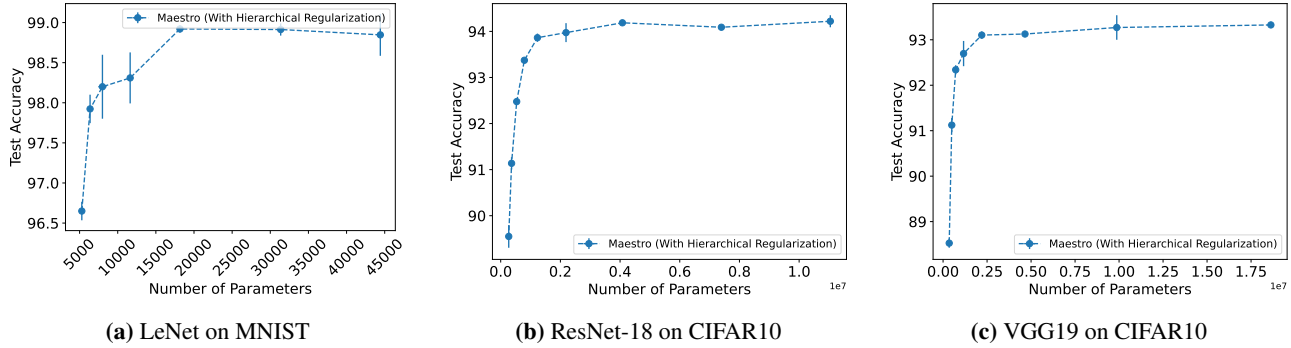 99.0
98.5
98.0
97.5
97.0
96.5
Test Accuracy
Maestro (With Hierarchical Regularization)
5000
10000
15000
20000
25000
30000
35000
40000
45000
Number of Parameters
(a) LeNet on MNIST
94
93
92
91
90
Test Accuracy
Maestro (With Hierarchical Regularization)
0.0 0.2 0.4 0.6 0.8 1.0
1e7
Number of Parameters
(b) ResNet-18 on CIFAR10
93
92
91
90
89
Test Accuracy
Maestro (With Hierarchical Regularization)
0.00 0.25 0.50 0.75 1.00 1.25 1.50 1.75
1e7
Number of Parameters
(c) VGG19 on CIFAR10